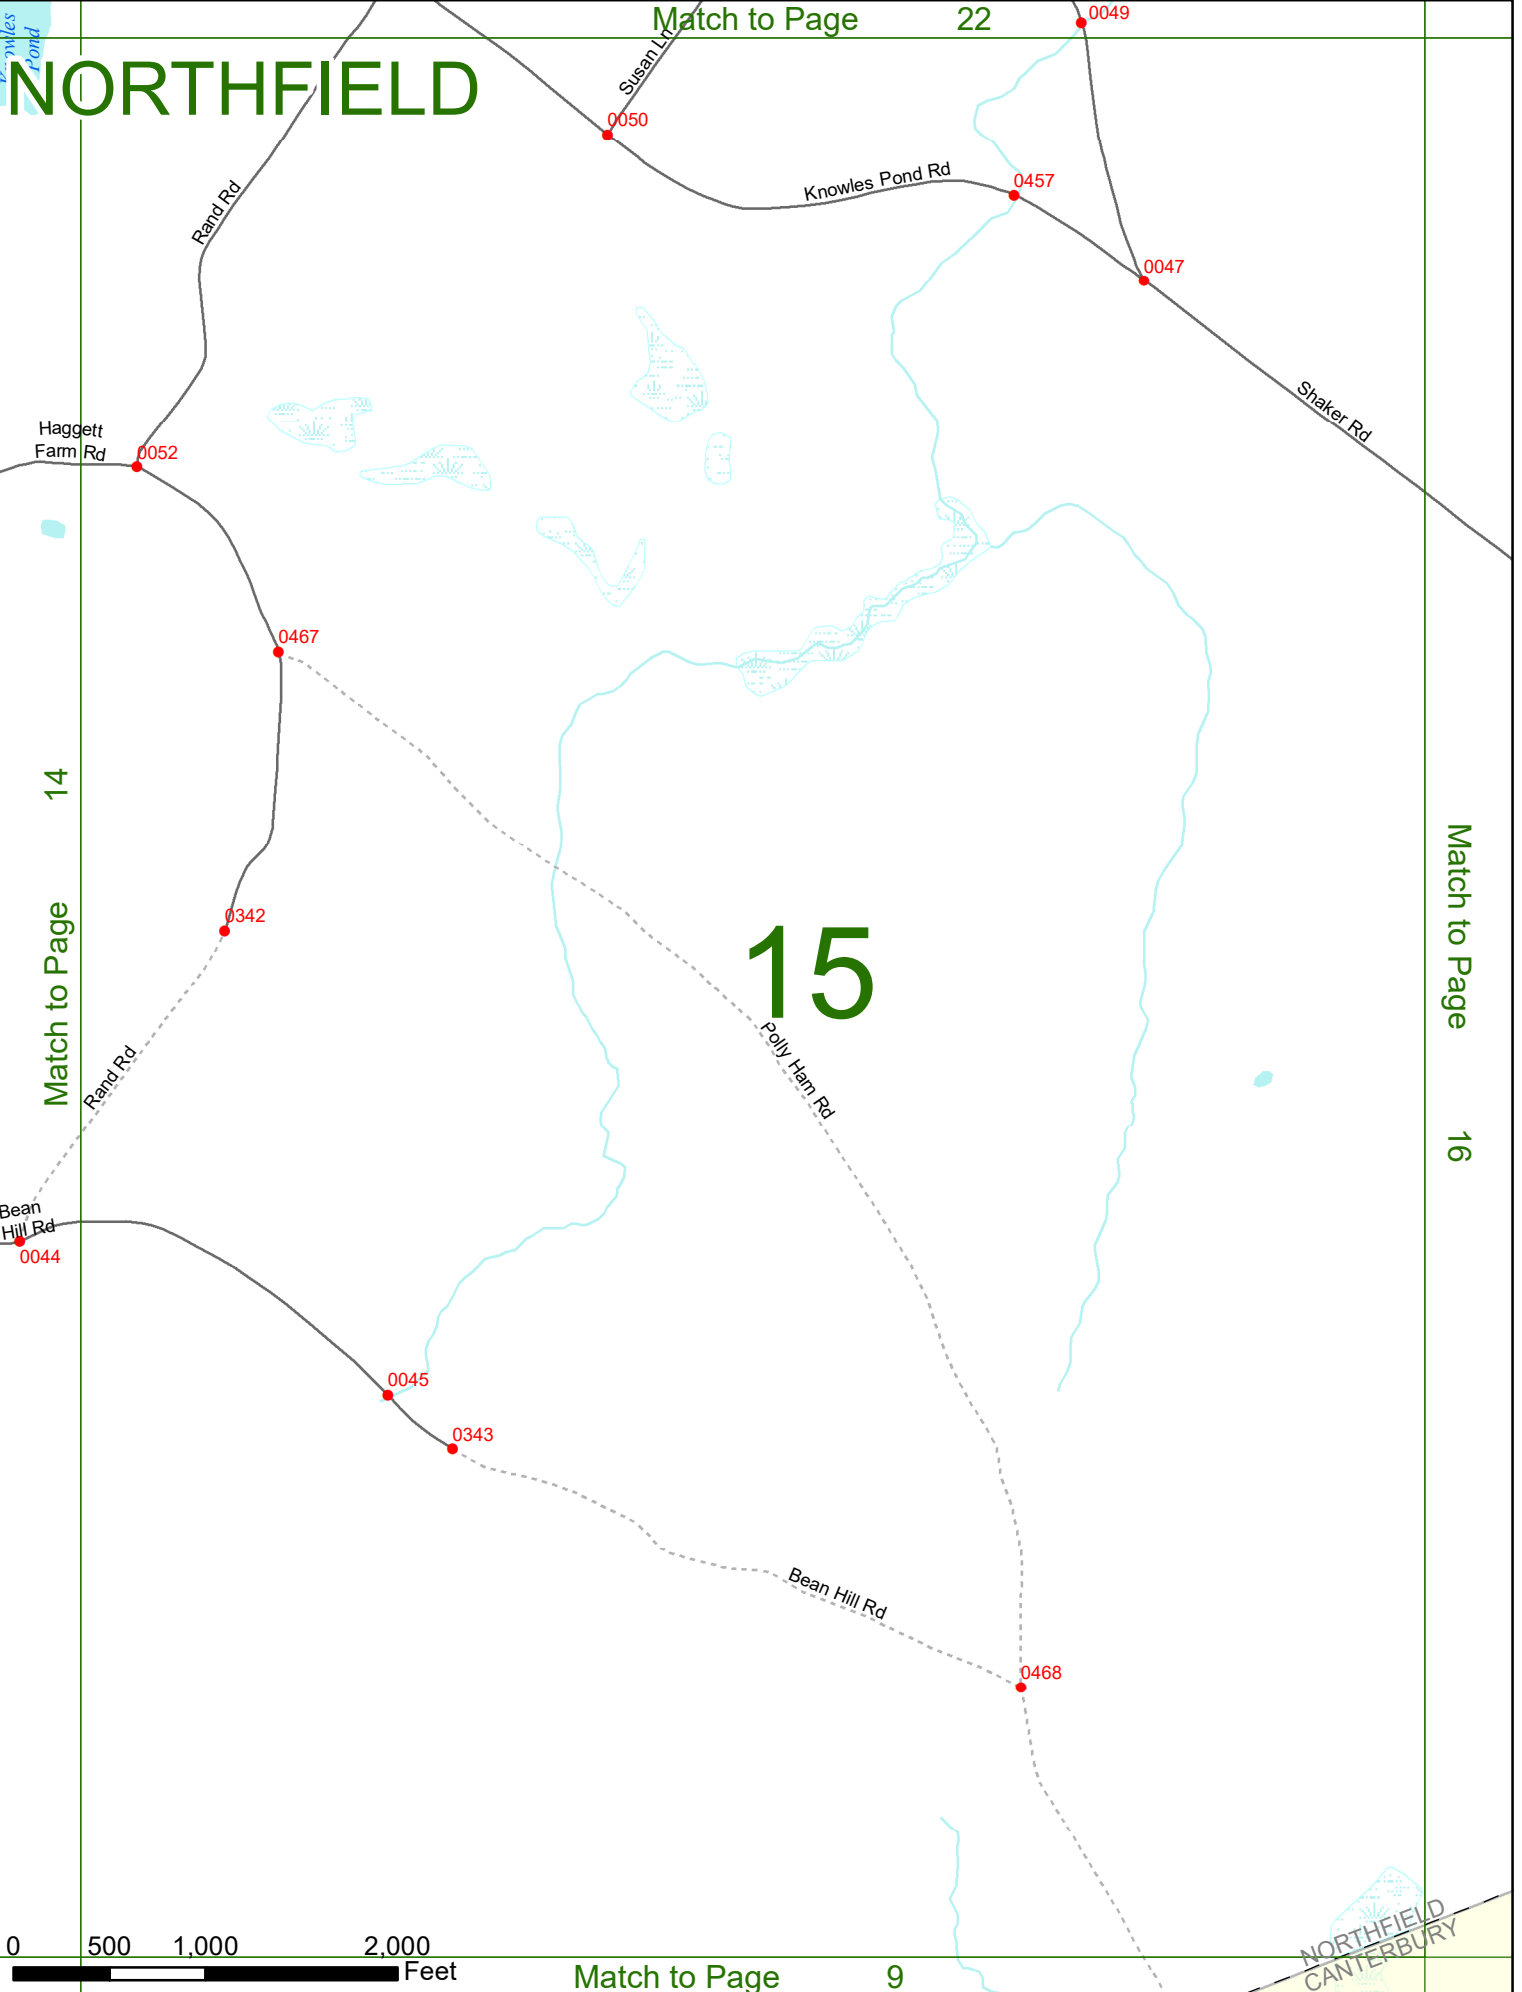 Match to Page 22
0049
Knowles
Pond
NORTHFIELD
Susan Ln
0050
Knowles Pond Rd
0457
Rand Rd
0047
Shaker Rd
Haggett
Farm Rd
0052
0467
14
Match to Page
Match to Page
16
0342
15
Polly Ham Rd
Rand Rd
Bean
Hill Rd
0044
0045
0343
Bean Hill Rd
0468
NORTHFIELD
CANTERBURY
0 500 1,000 2,000
Feet
Match to Page 9